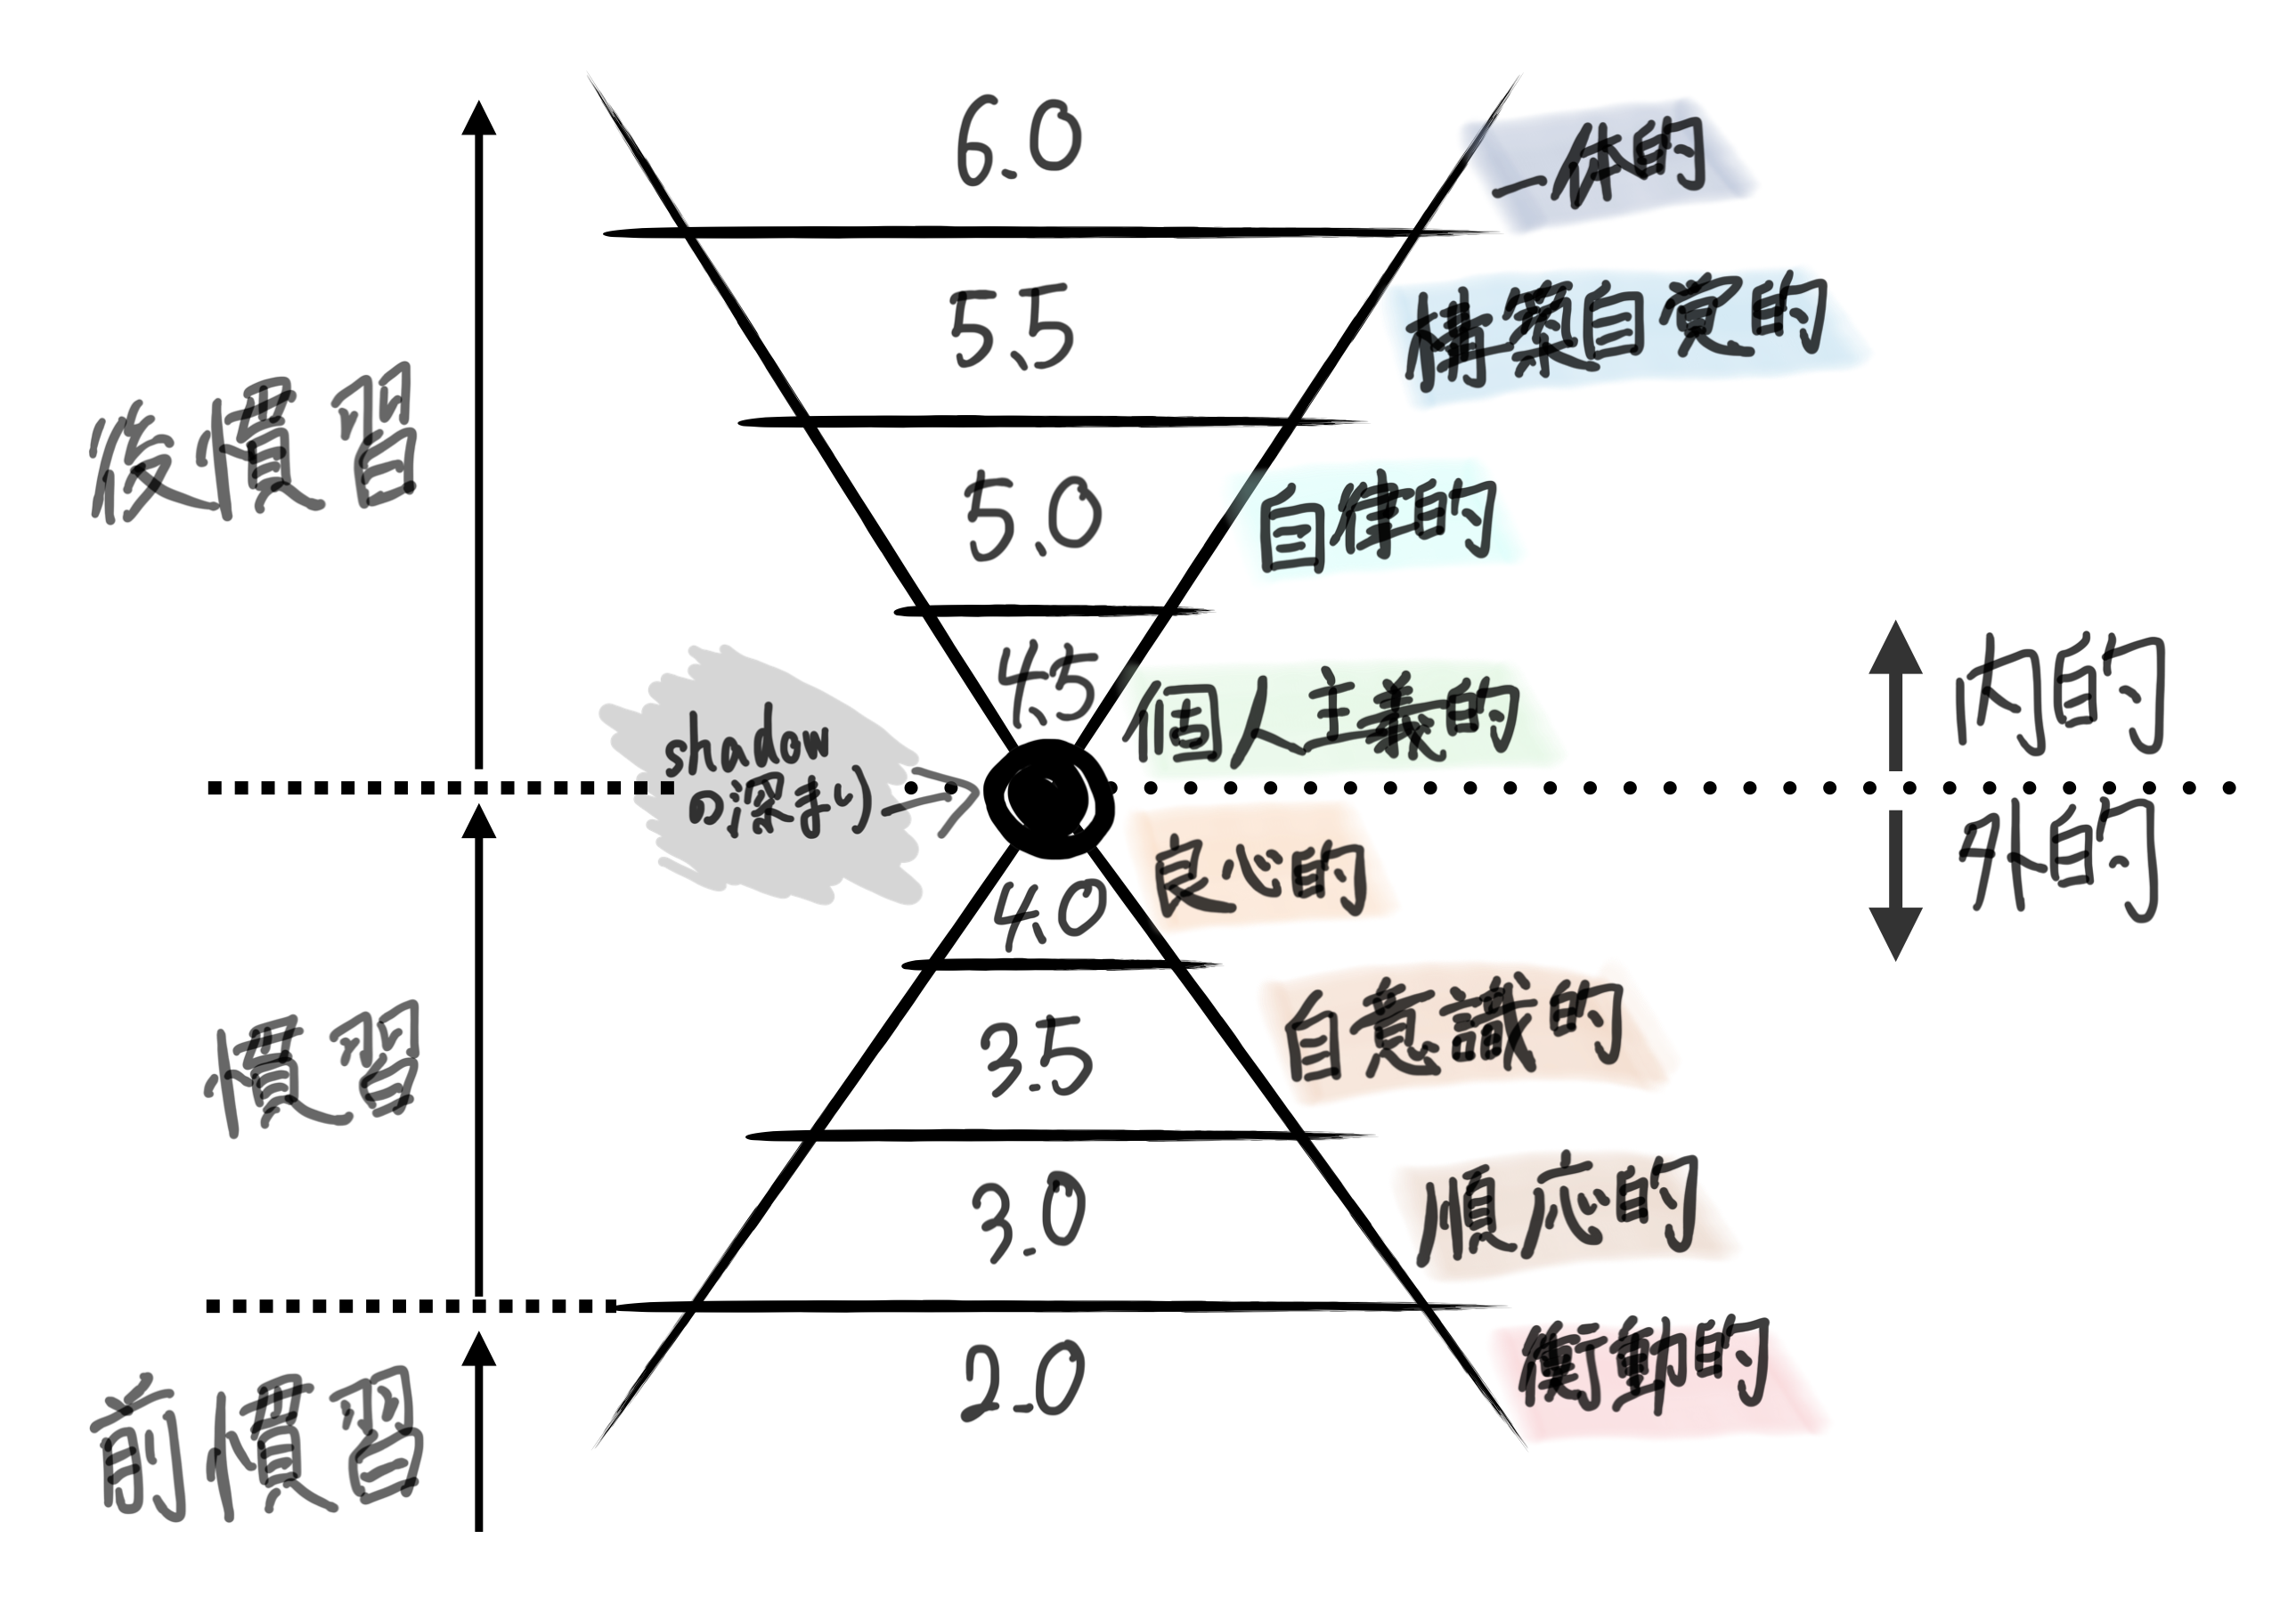 6.0
一体的
5.5
構築自覚的
後慣習
5.0
自律的
4.5
個人主義的
内的
shadow
の深まり
外的
良心的
4.0
自意識的
3.5
慣習
順応的
3.0
衝動的
2.0
前慣習